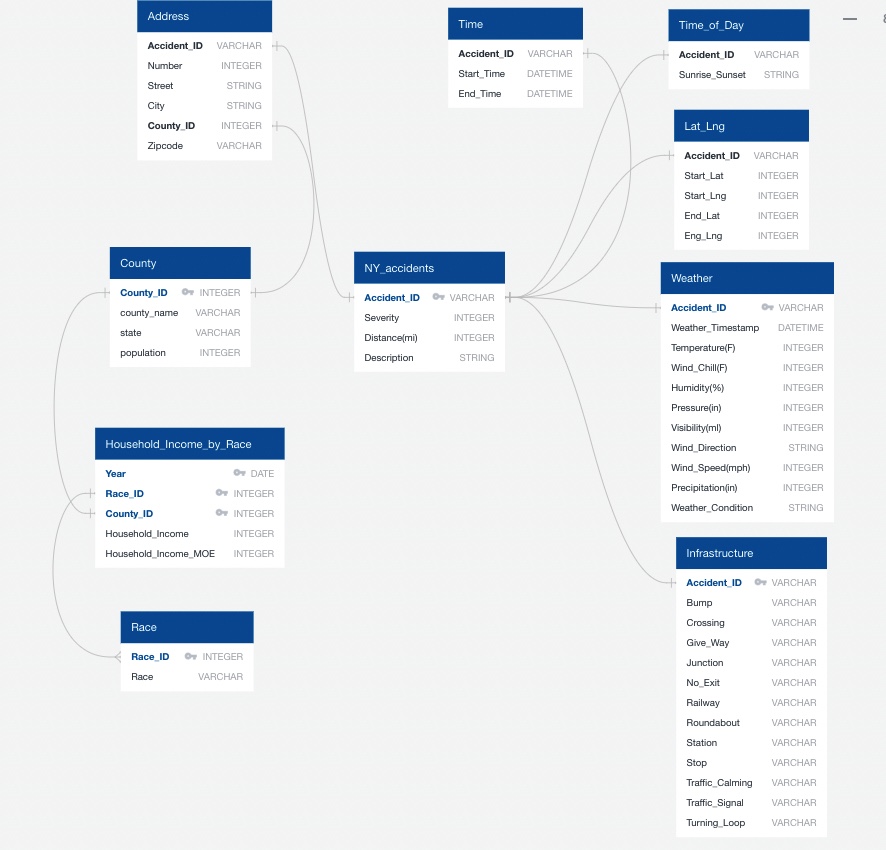 Address
Accident_ID VARCHAR
Number INTEGER
Street STRING
City STRING
County_ID INTEGER
Zipcode VARCHAR
Time
Accident_ID VARCHAR
Start_Time DATETIME
End_Time DATETIME
Time_of_Day
Accident_ID VARCHAR
Sunrise_Sunset STRING
Lat_Lng
Accident_ID VARCHAR
Start_Lat INTEGER
Start_Lng INTEGER
End_Lat INTEGER
Eng_Lng INTEGER
County
County_ID INTEGER
county_name VARCHAR
state VARCHAR
population INTEGER
NY_accidents
Accident_ID VARCHAR
Severity INTEGER
Distance(mi) INTEGER
Description STRING
Weather
Accident_ID VARCHAR
Weather_Timestamp DATETIME
Temperature(F) INTEGER
Wind_Chill(F) INTEGER
Humidity(%) INTEGER
Pressure(in) INTEGER
Visibility(mI) INTEGER
Wind_Direction STRING
Wind_Speed(mph) INTEGER
Precipitation(in) INTEGER
Weather_Condition STRING
Household_Income_by_Race
Year DATE
Race_ID INTEGER
County_ID INTEGER
Household_Income INTEGER
Household_Income_MOE INTEGER
Race
Race_ID INTEGER
Race VARCHAR
Infrastructure
Accident_ID VARCHAR
Bump VARCHAR
Crossing VARCHAR
Give_Way VARCHAR
Junction VARCHAR
No_Exit VARCHAR
Railway VARCHAR
Roundabout VARCHAR
Station VARCHAR
Stop VARCHAR
Traffic_Calming VARCHAR
Traffic_Signal VARCHAR
Turning_Loop VARCHAR